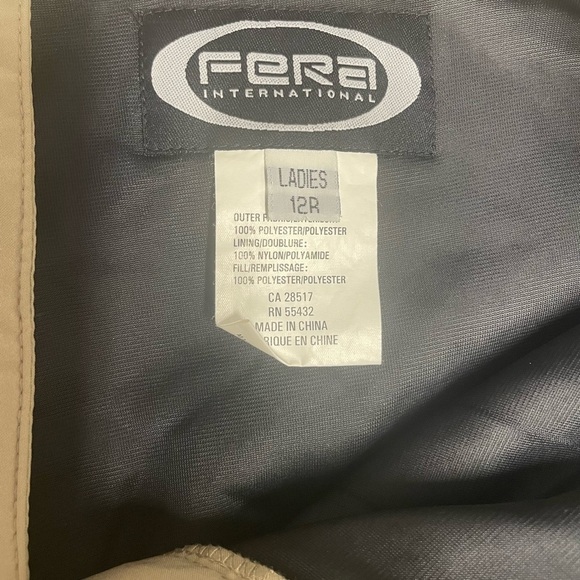 FERA
INTERNATIONAL
LADIES
12R
OUTER
100% POLYESTER/POLYESTER
LINING/DOUBLURE:
100% NYLON/POLYAMIDE
FILL/REMPLISSAGE:
100% POLYESTER/POLYESTER
CA 28517
RN 55432
MADE IN CHINA
RIQUE EN CHINE